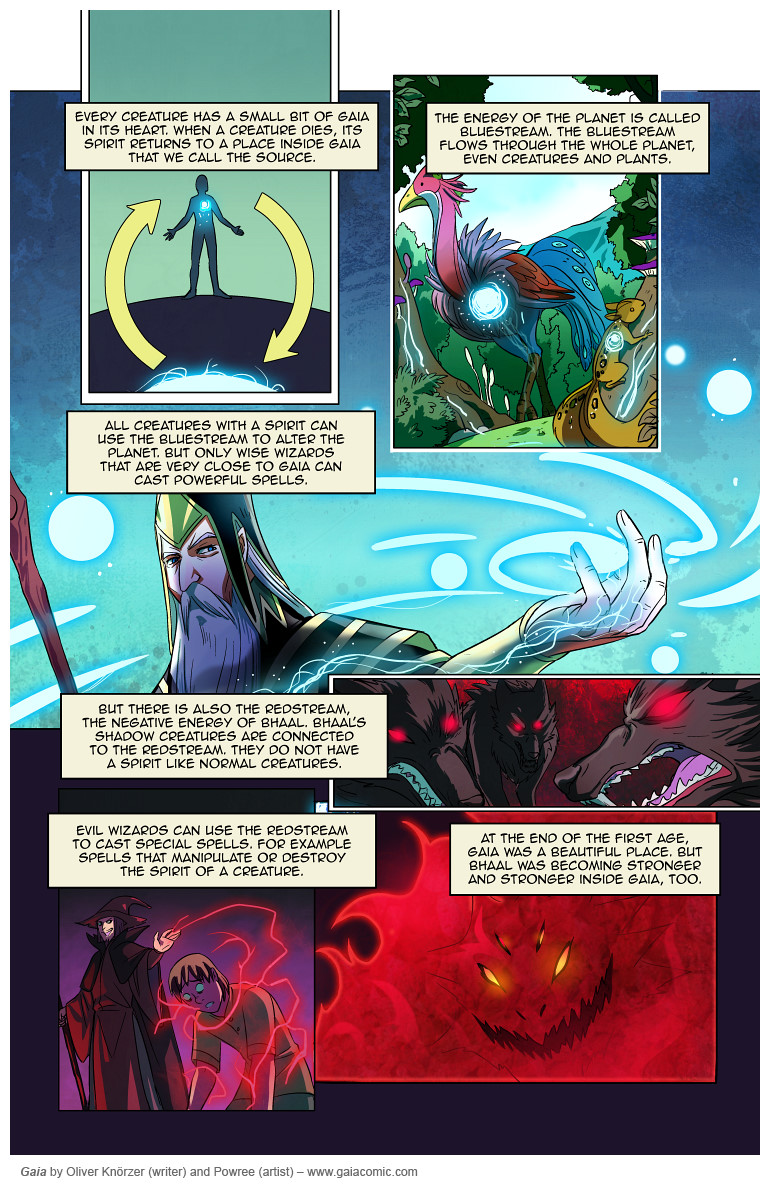 EVERY CREATURE HAS A SMALL BIT OF GAIA
IN ITS HEART. WHEN A CREATURE DIES, ITS
SPIRIT RETURNS TO A PLACE INSIDE GAIA
THAT WE CALL THE SOURCE.
THE ENERGY OF THE PLANET IS CALLED
BLUESTREAM. THE BLUESTREAM
FLOWS THROUGH THE WHOLE PLANET,
EVEN CREATURES AND PLANTS.
ALL CREATURES WITH A SPIRIT CAN
USE THE BLUESTREAM TO ALTER THE
PLANET. BUT ONLY WISE WIZARDS
THAT ARE VERY CLOSE TO GAIA CAN
CAST POWERFUL SPELLS.
BUT THERE IS ALSO THE REDSTREAM,
THE NEGATIVE ENERGY OF BHAAL. BHAAL'S
SHADOW CREATURES ARE CONNECTED
TO THE REDSTREAM. THEY DO NOT HAVE
A SPIRIT LIKE NORMAL CREATURES.
EVIL WIZARDS CAN USE THE REDSTREAM
TO CAST SPECIAL SPELLS. FOR EXAMPLE
SPELLS THAT MANIPULATE OR DESTROY
THE SPIRIT OF A CREATURE.
AT THE END OF THE FIRST AGE,
GAIA WAS A BEAUTIFUL PLACE. BUT
BHAAL WAS BECOMING STRONGER
AND STRONGER INSIDE GAIA, TOO.
Gaia by Oliver Knörzer (writer) and Powree (artist) – www.gaiacomic.com